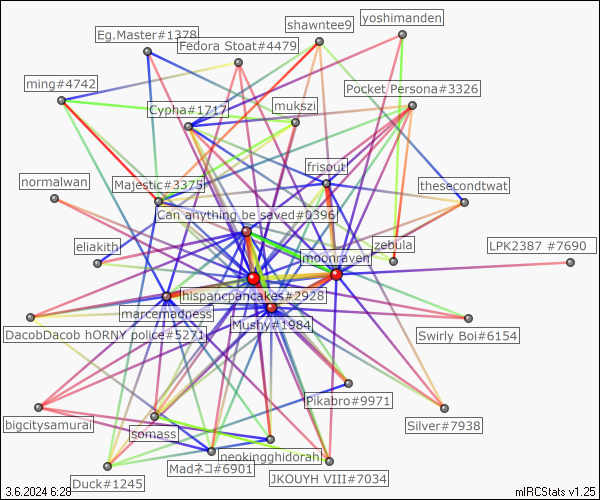 yoshimanden
shawntee9
Eg.Master#1378
Fedora Stoat#4479
ming#4742
Pocket Persona#3326
mukszi
Cypha#1717
frisout
normalwan
Majestic#3375
thesecondtwat
Can anything be saved#0396
eliakith
zebula
LPK2387 #7690
moonraven
hispancpancakes#2928
marcemadness
Mushy#1984
DacobDacob hORNY police#5271
Swirly Boi#6154
Pikabro#9971
bigcitysamurai
Silver#7938
somass
neokingghidorah
Madネコ#6901
JKOUYH VIII#7034
Duck#1245
3.6.2024 6:28
mIRCStats v1.25